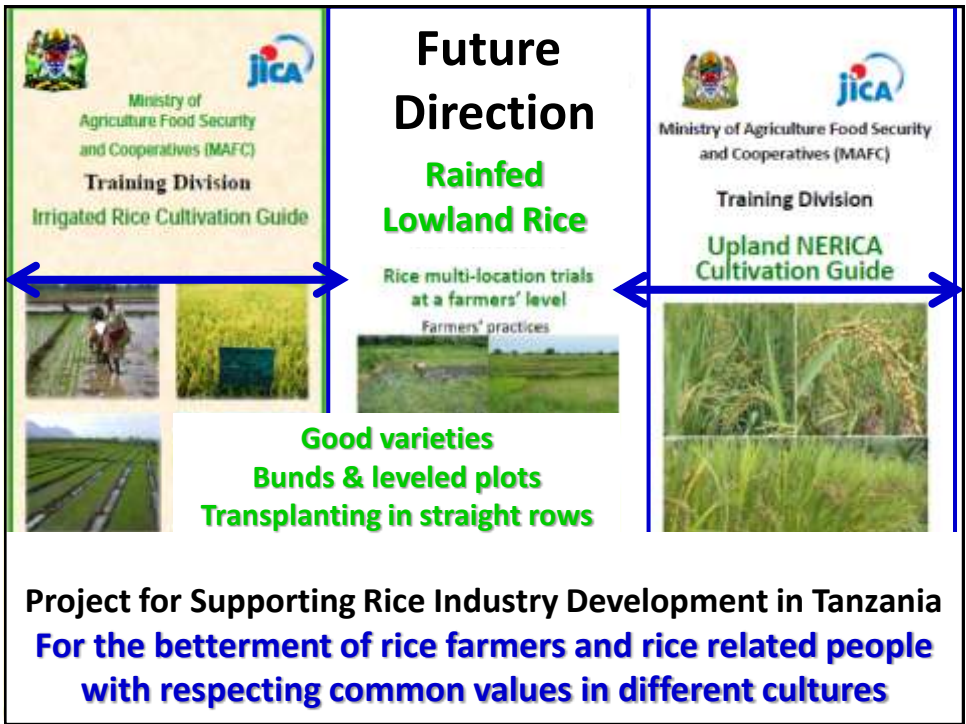 jica
Ministry of
Agriculture Food Security
and Cooperatives (MAFC)
Training Division
Irrigated Rice Cultivation Guide
Future
Direction
Rainfed
Lowland Rice
Rice multi-location trials
at a farmers' level
Farmers' practices
jica
Ministry of Agriculture Food Security
and Cooperatives (MAFC)
Training Division
Upland NERICA
Cultivation Guide
Good varieties
Bunds & leveled plots
Transplanting in straight rows
Project for Supporting Rice Industry Development in Tanzania
For the betterment of rice farmers and rice related people
with respecting common values in different cultures